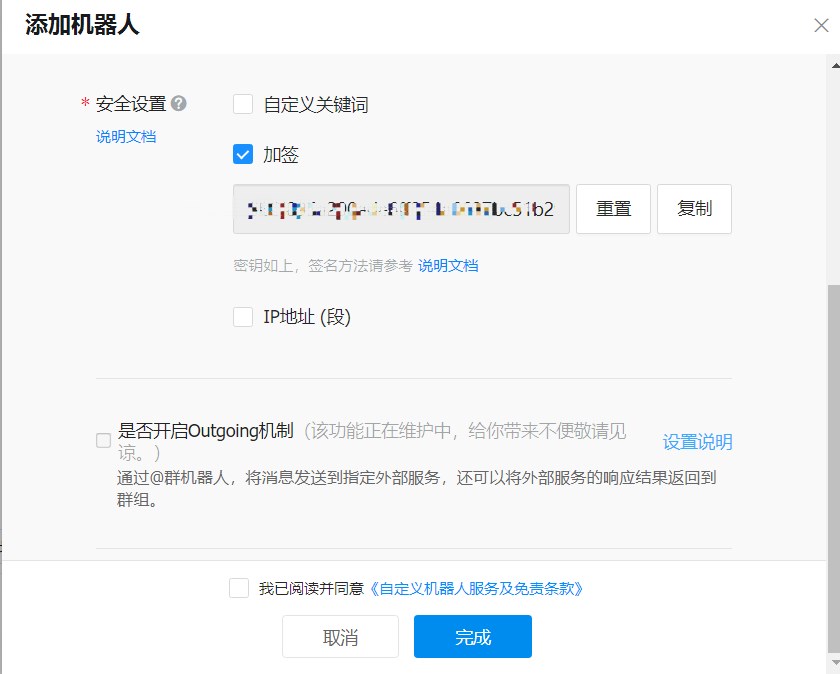 添加机器人
* 安全设置
自定义关键词
说明文档
加签
重置
复制
密钥如上，签名方法请参考 说明文档
IP地址 (段)
是否开启Outgoing机制（该功能正在维护中，给你带来不便敬请见
谅。）
设置说明
通过@群机器人，将消息发送到指定外部服务，还可以将外部服务的响应结果返回到
群组。
我已阅读并同意《自定义机器人服务及免责条款》
取消
完成